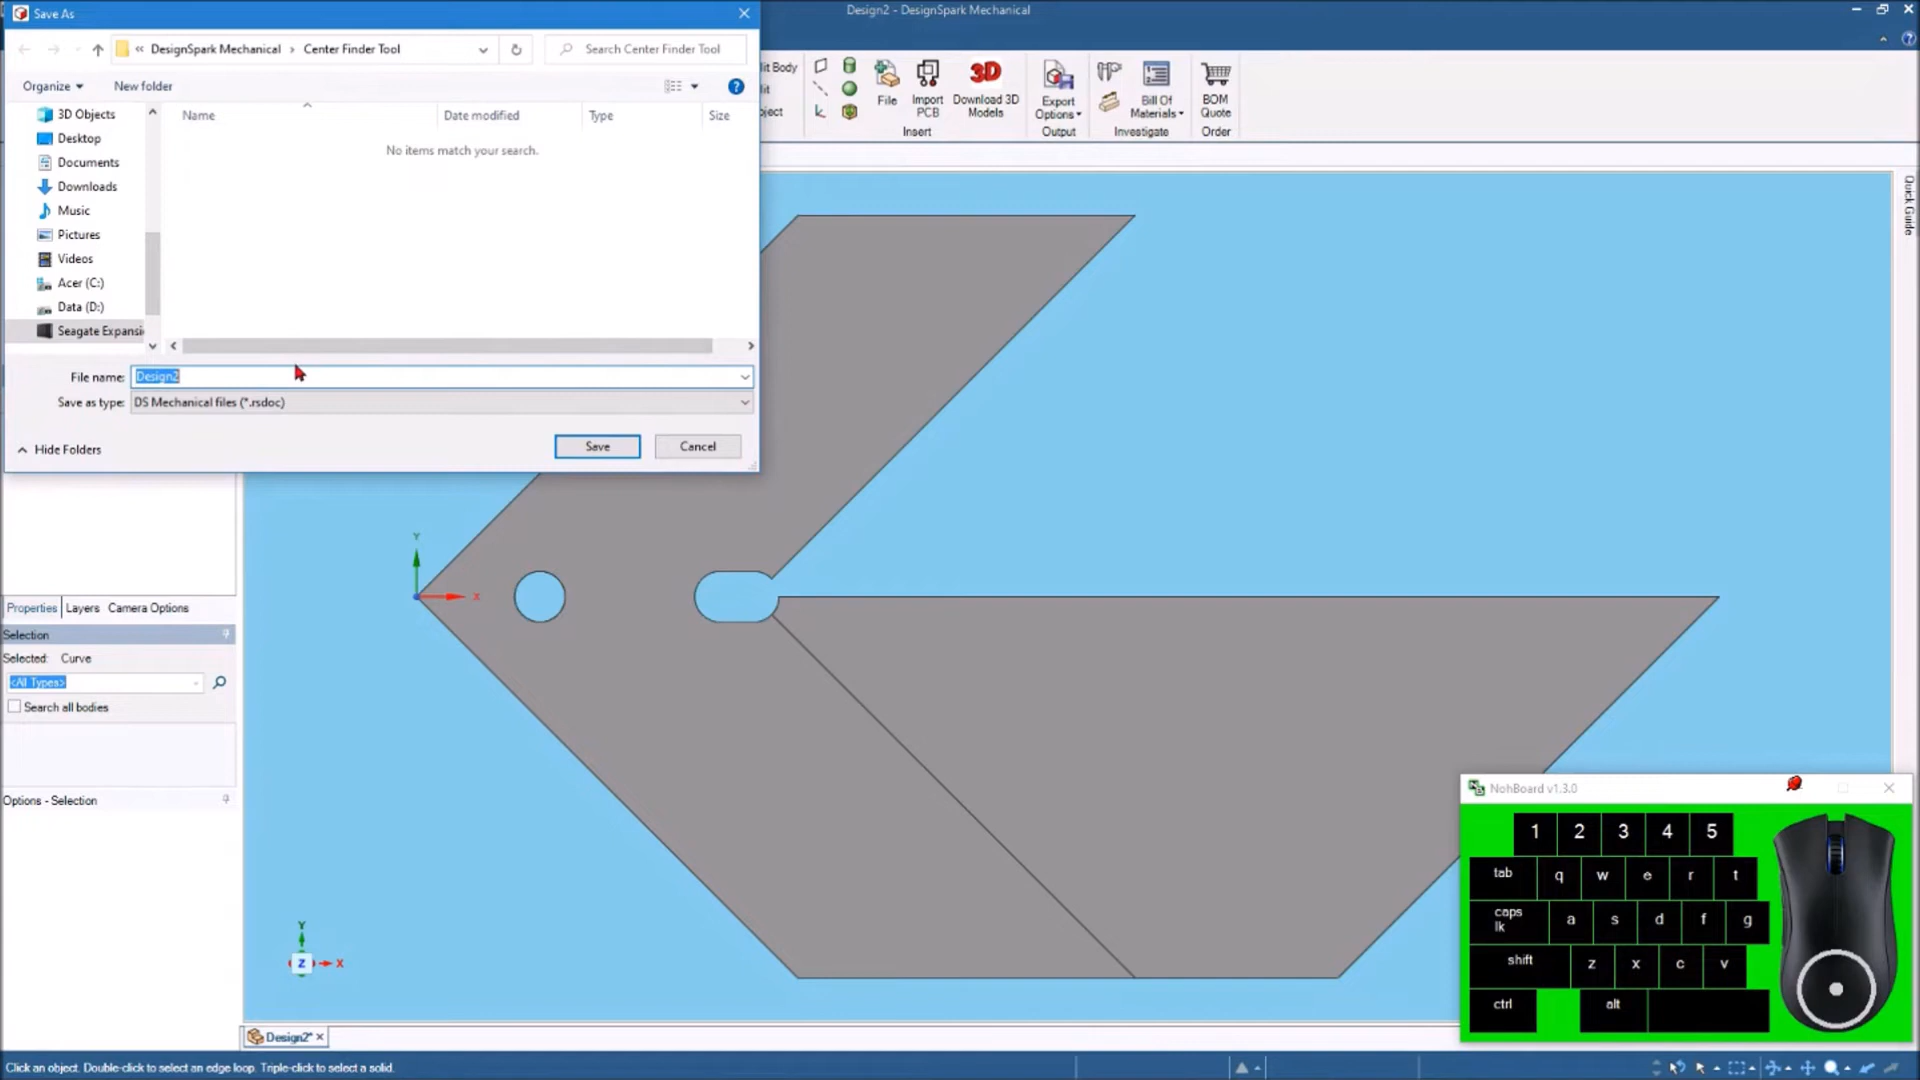 Save As
Design2 - DesignSpark Mechanical
« DesignSpark Mechanical › Center Finder Tool
Search Center Finder Tool
Organize
New folder
3D Objects
Desktop
Documents
Downloads
Music
Pictures
Videos
Acer (C:)
Data (D:)
Seagate Expansi
Name
Date modified
Type
Size
No items match your search.
File name:
Design2
Save as type:
DS Mechanical files (*.rsdoc)
Hide Folders
Save
Cancel
lit Body
lit
oject
File
Import
PCB
Download 3D
Models
Insert
Export
Options
Output
Bill Of
Materials
Investigate
BOM
Quote
Order
Quick Guide
Y
X
Properties
Layers
Camera Options
Selection
Selected: Curve
<All Types>
Search all bodies
Options - Selection
Y
Z
X
Design2*
Click an object. Double-click to select an edge loop. Triple-click to select a solid.
NohBoard v1.3.0
1 2 3 4 5
tab q w e r t
caps
lk
a s d f g
shift z x c v
ctrl alt